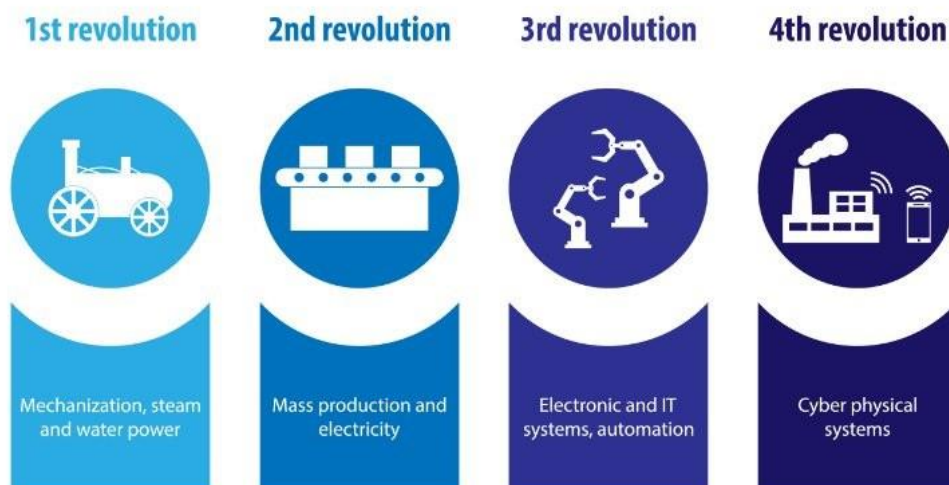 1st revolution
2nd revolution
3rd revolution
4th revolution
Mechanization, steam
and water power
Mass production and
electricity
Electronic and IT
systems, automation
Cyber physical
systems